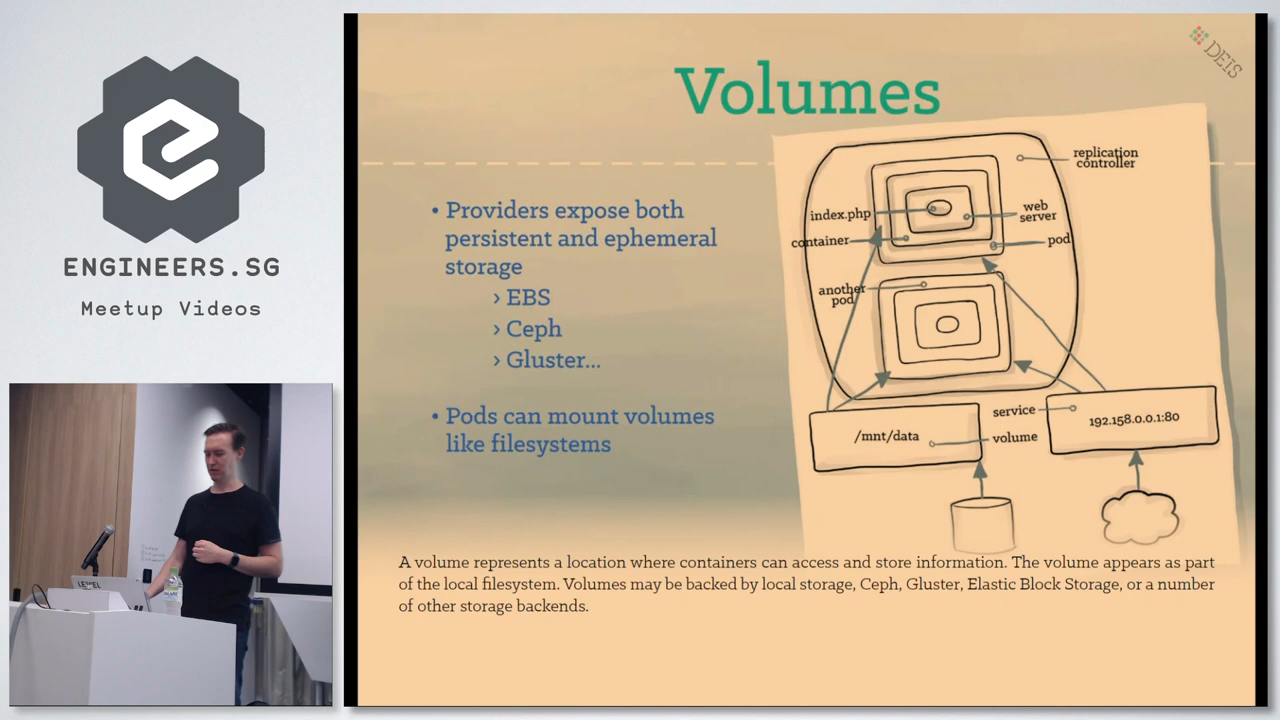 ENGINEERS.SG
Meetup Videos
DEIS
Volumes
• Providers expose both
persistent and ephemeral
storage
› EBS
› Ceph
› Gluster...
• Pods can mount volumes
like filesystems
replication
controller
index.php
web
server
container
pod
another
pod
service
192.158.0.0.1:80
/mnt/data
volume
A volume represents a location where containers can access and store information. The volume appears as part
of the local filesystem. Volumes may be backed by local storage, Ceph, Gluster, Elastic Block Storage, or a number
of other storage backends.